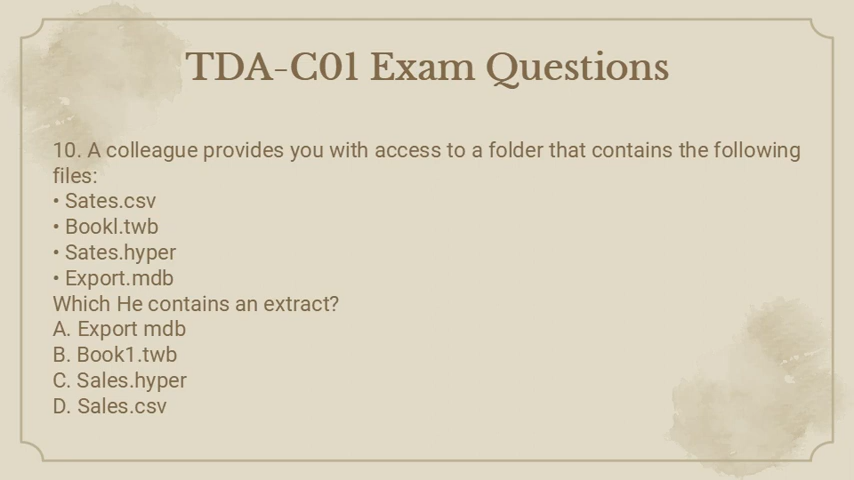 TDA-C01 Exam Questions
10. A colleague provides you with access to a folder that contains the following
files:
• Sates.csv
• Bookl.twb
• Sates.hyper
• Export.mdb
Which He contains an extract?
A. Export mdb
B. Book1.twb
C. Sales.hyper
D. Sales.csv